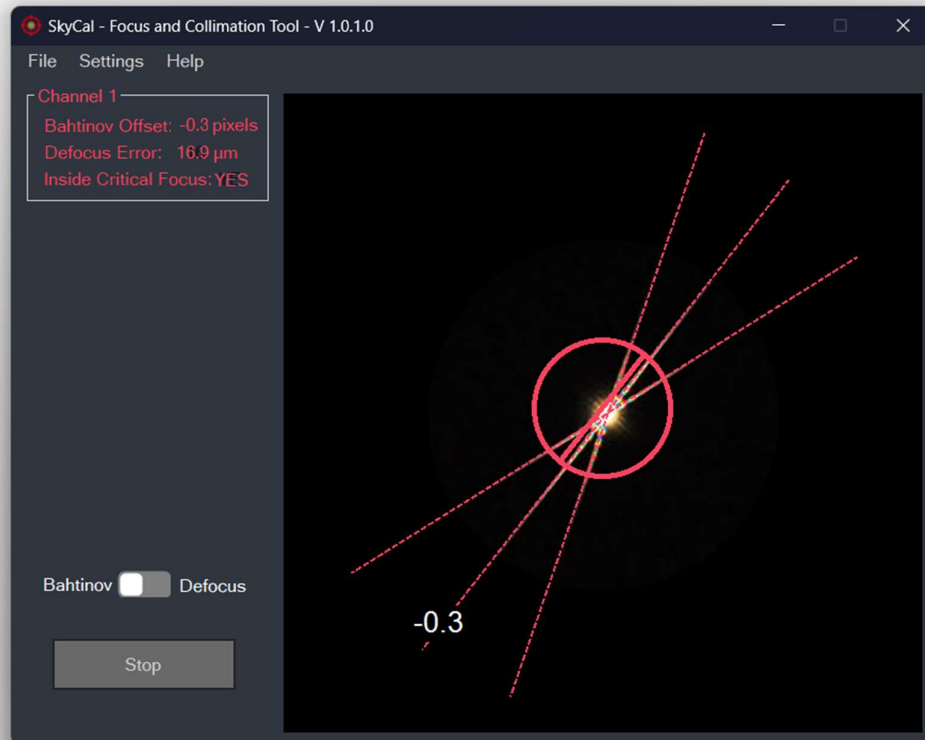 SkyCal - Focus and Collimation Tool - V 1.0.1.0
File Settings Help
Channel 1
Bahtinov Offset: -0.3 pixels
Defocus Error: 16.9 µm
Inside Critical Focus: YES
-0.3
Bahtinov Defocus
Stop